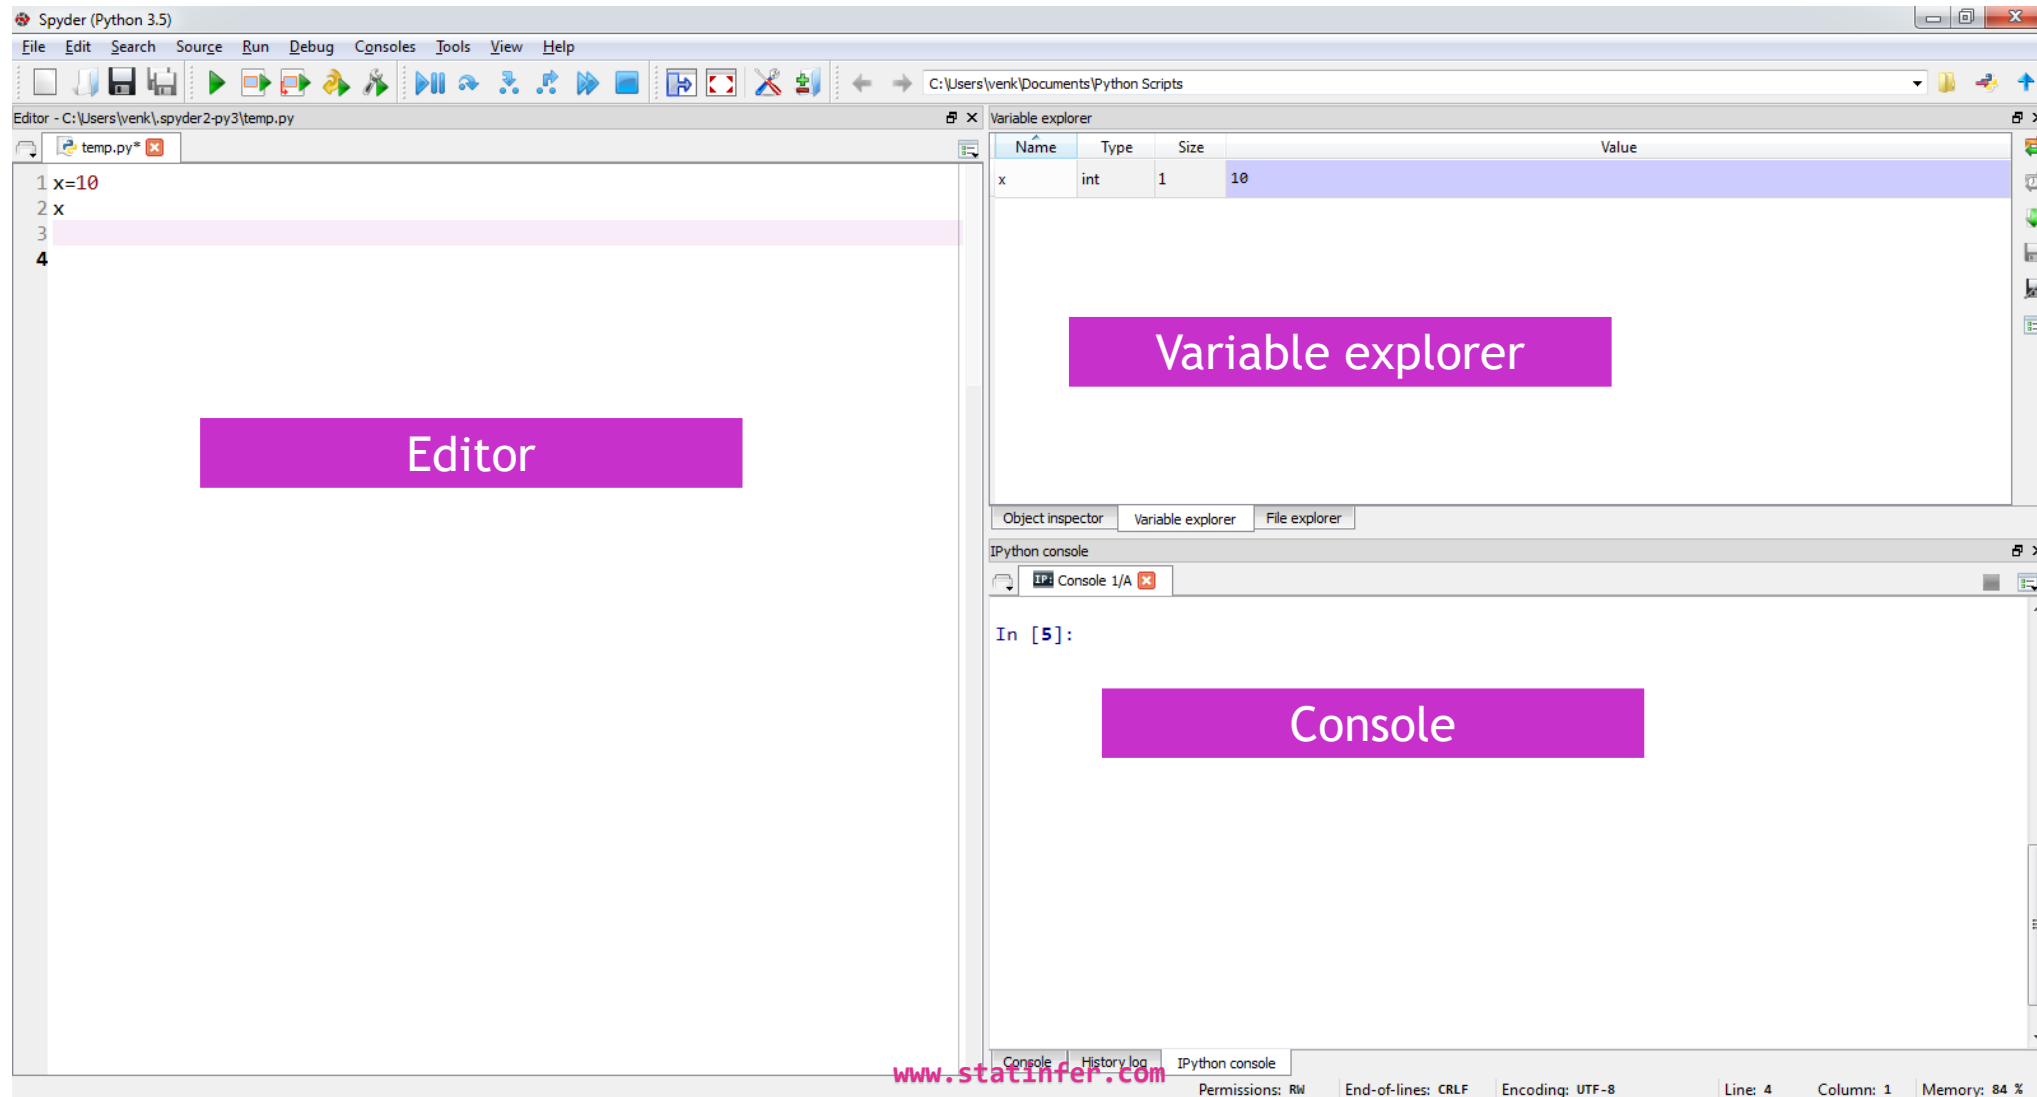 Spyder (Python 3.5)
File Edit Search Source Run Debug Consoles Tools View Help
C:\Users\venk\Documents\Python Scripts
Editor - C:\Users\venk\.spyder2-py3\temp.py
temp.py*
1 x=10
2 x
3
4
Editor
Variable explorer
Name Type Size Value
x int 1 10
Variable explorer
Object inspector Variable explorer File explorer
IPython console
IP: Console 1/A
In [5]:
Console
Console History log IPython console
www.statinfer.com
Permissions: RW End-of-lines: CRLF Encoding: UTF-8 Line: 4 Column: 1 Memory: 84 %